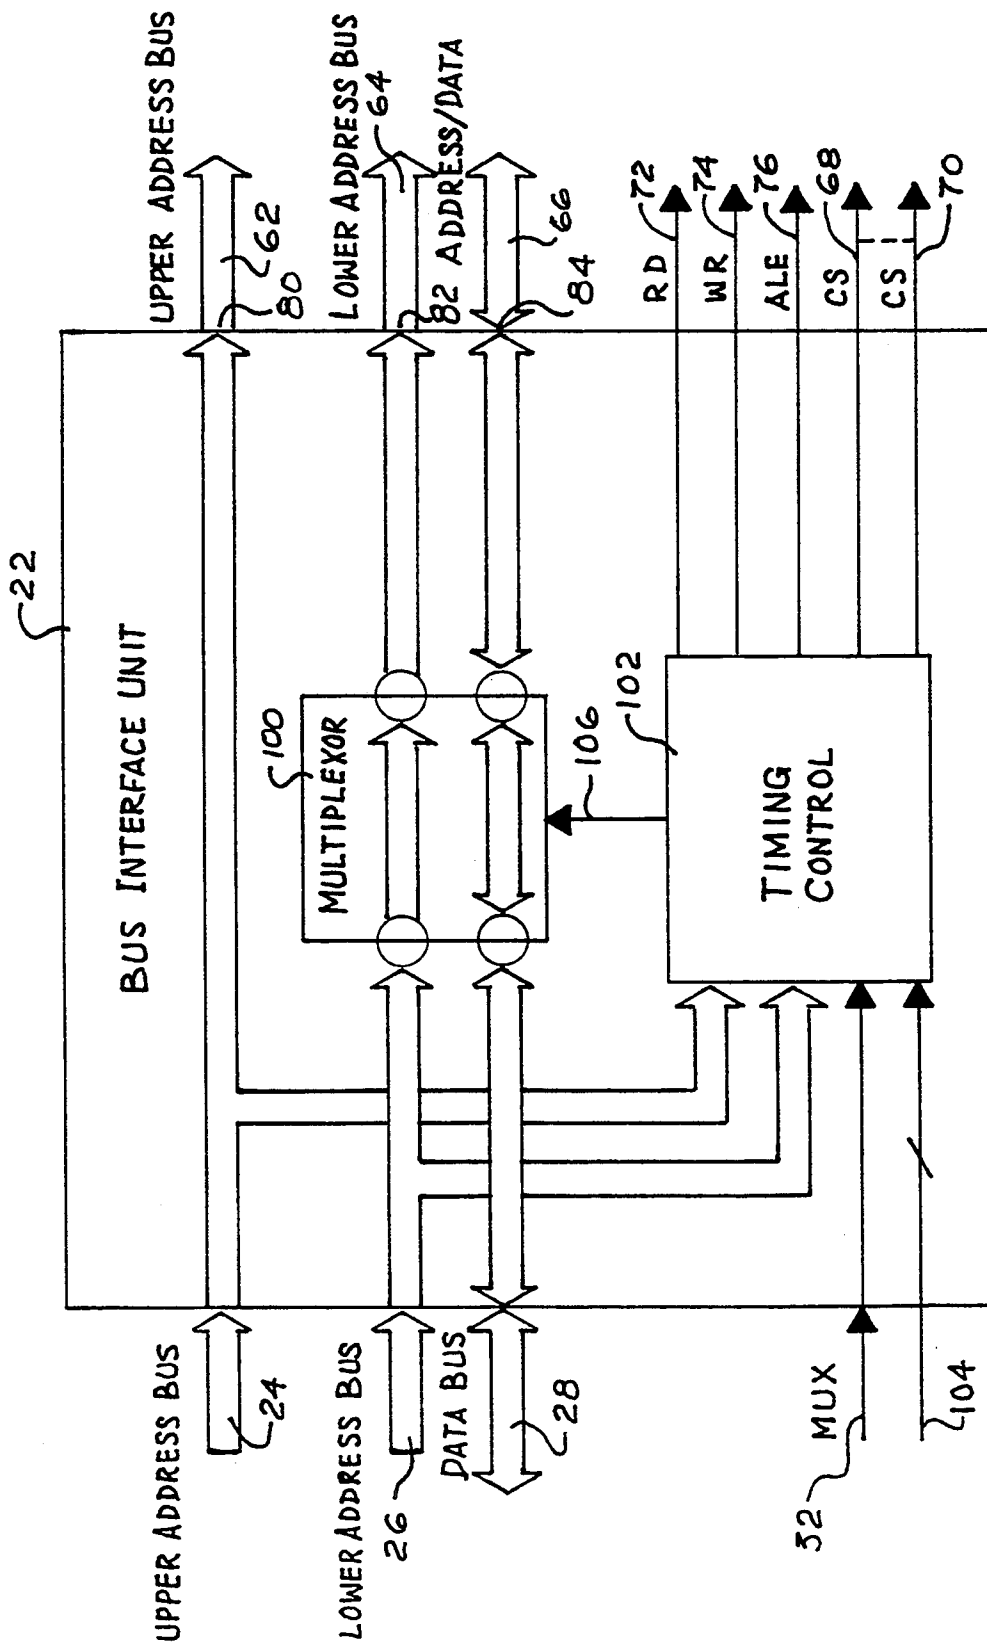 22
BUS INTERFACE UNIT
UPPER ADDRESS BUS
24
LOWER ADDRESS BUS
26
DATA BUS
28
MUX
32
104
100
MULTIPLEXOR
106
102
TIMING
CONTROL
UPPER ADDRESS BUS
62
80
LOWER ADDRESS BUS
64
82
ADDRESS/DATA
66
84
RD
72
WR
74
ALE
76
CS
68
CS
70